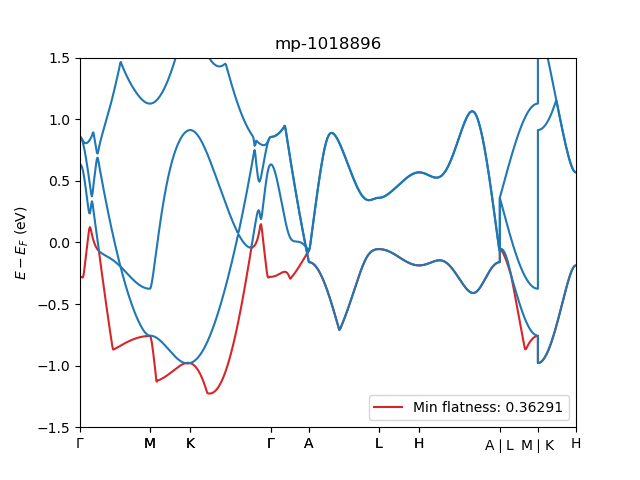 mp-1018896
E − E_F (eV)
1.5
1.0
0.5
0.0
−0.5
−1.0
−1.5
Min flatness: 0.36291
Γ M K Γ A L H A | L M | K H